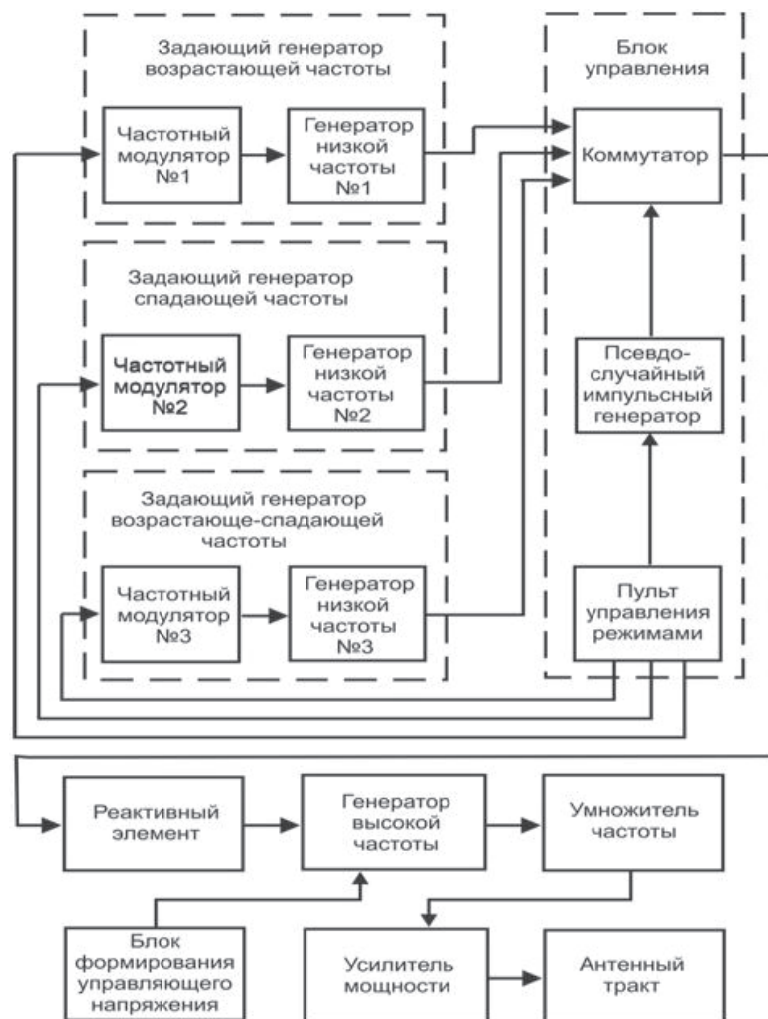 Задающий генератор
возрастающей частоты
Частотный
модулятор
№1
Генератор
низкой
частоты
№1
Блок
управления
Коммутатор
Задающий генератор
спадающей частоты
Частотный
модулятор
№2
Генератор
низкой
частоты
№2
Псевдо-
случайный
импульсный
генератор
Задающий генератор
возрастающе-спадающей
частоты
Частотный
модулятор
№3
Генератор
низкой
частоты
№3
Пульт
управления
режимами
Реактивный
элемент
Генератор
высокой
частоты
Умножитель
частоты
Блок
формирования
управляющего
напряжения
Усилитель
мощности
Антенный
тракт